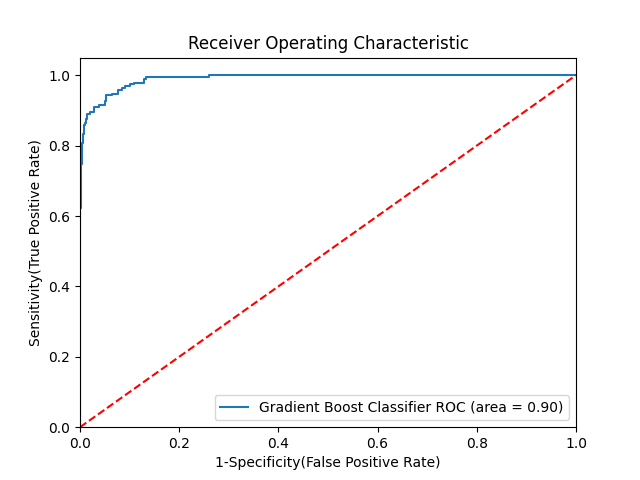 Receiver Operating Characteristic
Sensitivity(True Positive Rate)
1.0
0.8
0.6
0.4
0.2
0.0
Gradient Boost Classifier ROC (area = 0.90)
0.0 0.2 0.4 0.6 0.8 1.0
1-Specificity(False Positive Rate)